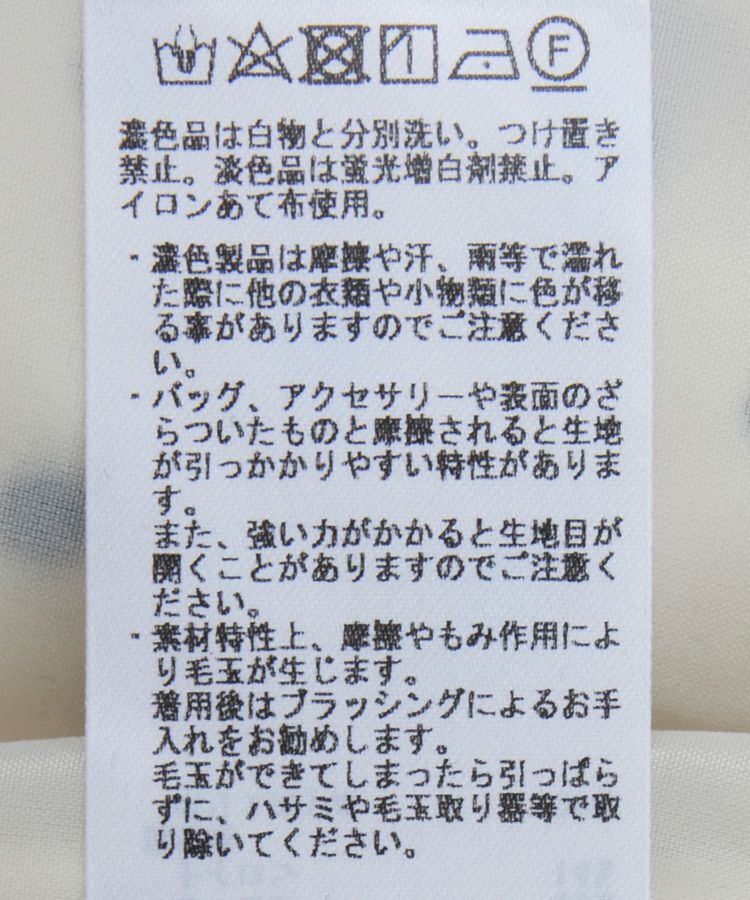 濃色品は白物と分別洗い。つけ置き
禁止。淡色品は蛍光増白剤禁止。ア
イロンあて布使用。
・濃色製品は摩擦や汗、雨等で濡れ
た際に他の衣類や小物類に色が移
る事がありますのでご注意くださ
い。
・バッグ、アクセサリーや表面のざ
らついたものと摩擦されると生地
が引っかかりやすい特性がありま
す。
また、強い力がかかると生地目が
開くことがありますのでご注意く
ださい。
・素材特性上、摩擦やもみ作用によ
り毛玉が生じます。
着用後はブラッシングによるお手
入れをお勧めします。
毛玉ができてしまったら引っぱら
ずに、ハサミや毛玉取り器等で取
り除いてください。